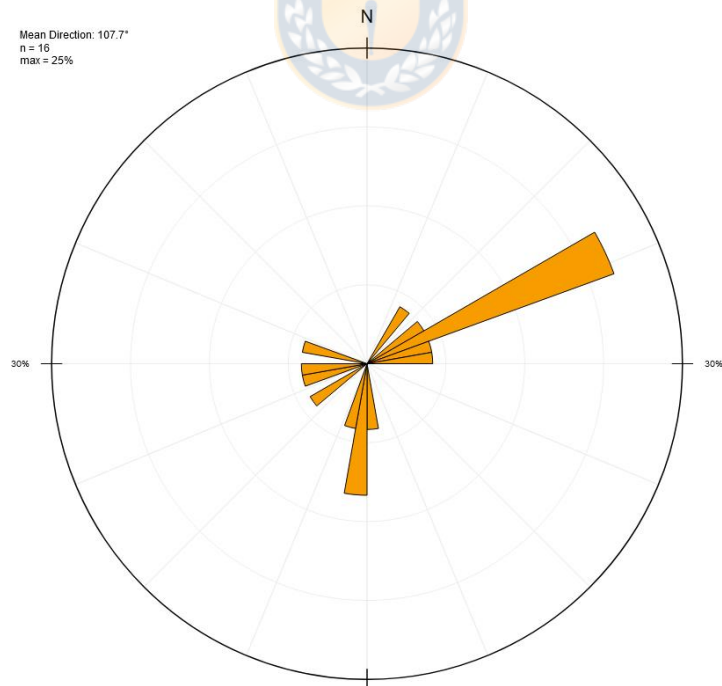 N
Mean Direction: 107.7°
n = 16
max = 25%
30%
30%